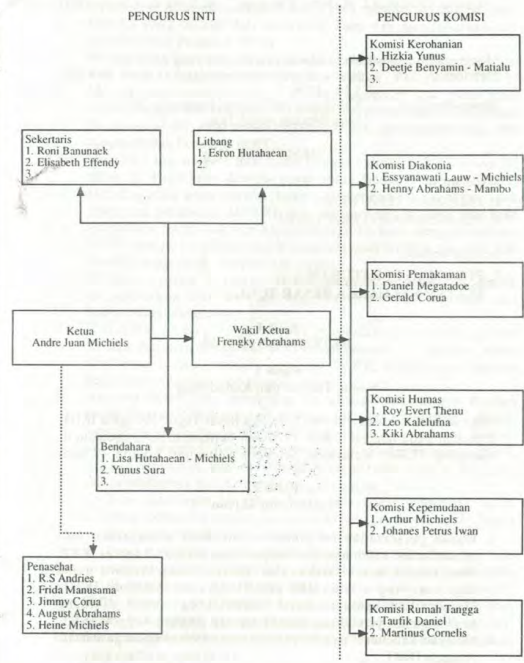 PENGURUS INTI
PENGURUS KOMISI
Sekertaris
1. Roni Banunaek
2. Elisabeth Effendy
3.
Litbang
1. Esron Hutahaean
2.
Ketua
Andre Juan Michiels
Wakil Ketua
Frengky Abrahams
Bendahara
1. Lisa Hutahaean - Michiels
2. Yunus Sura
3.
Penasehat
1. R.S Andries
2. Frida Manusama
3. Jimmy Corua
4. August Abrahams
5. Heine Michiels
Komisi Kerohanian
1. Hizkia Yunus
2. Deetje Benyamin - Matialu
3.
Komisi Diakonia
1. Essyanawati Lauw - Michiels
2. Henny Abrahams - Mambo
Komisi Pemakaman
1. Daniel Megatadoe
2. Gerald Corua
Komisi Humas
1. Roy Evert Thenu
2. Leo Kalelufna
3. Kiki Abrahams
Komisi Kepemudaan
1. Arthur Michiels
2. Johanes Petrus Iwan
Komisi Rumah Tangga
1. Taufik Daniel
2. Martinus Cornelis